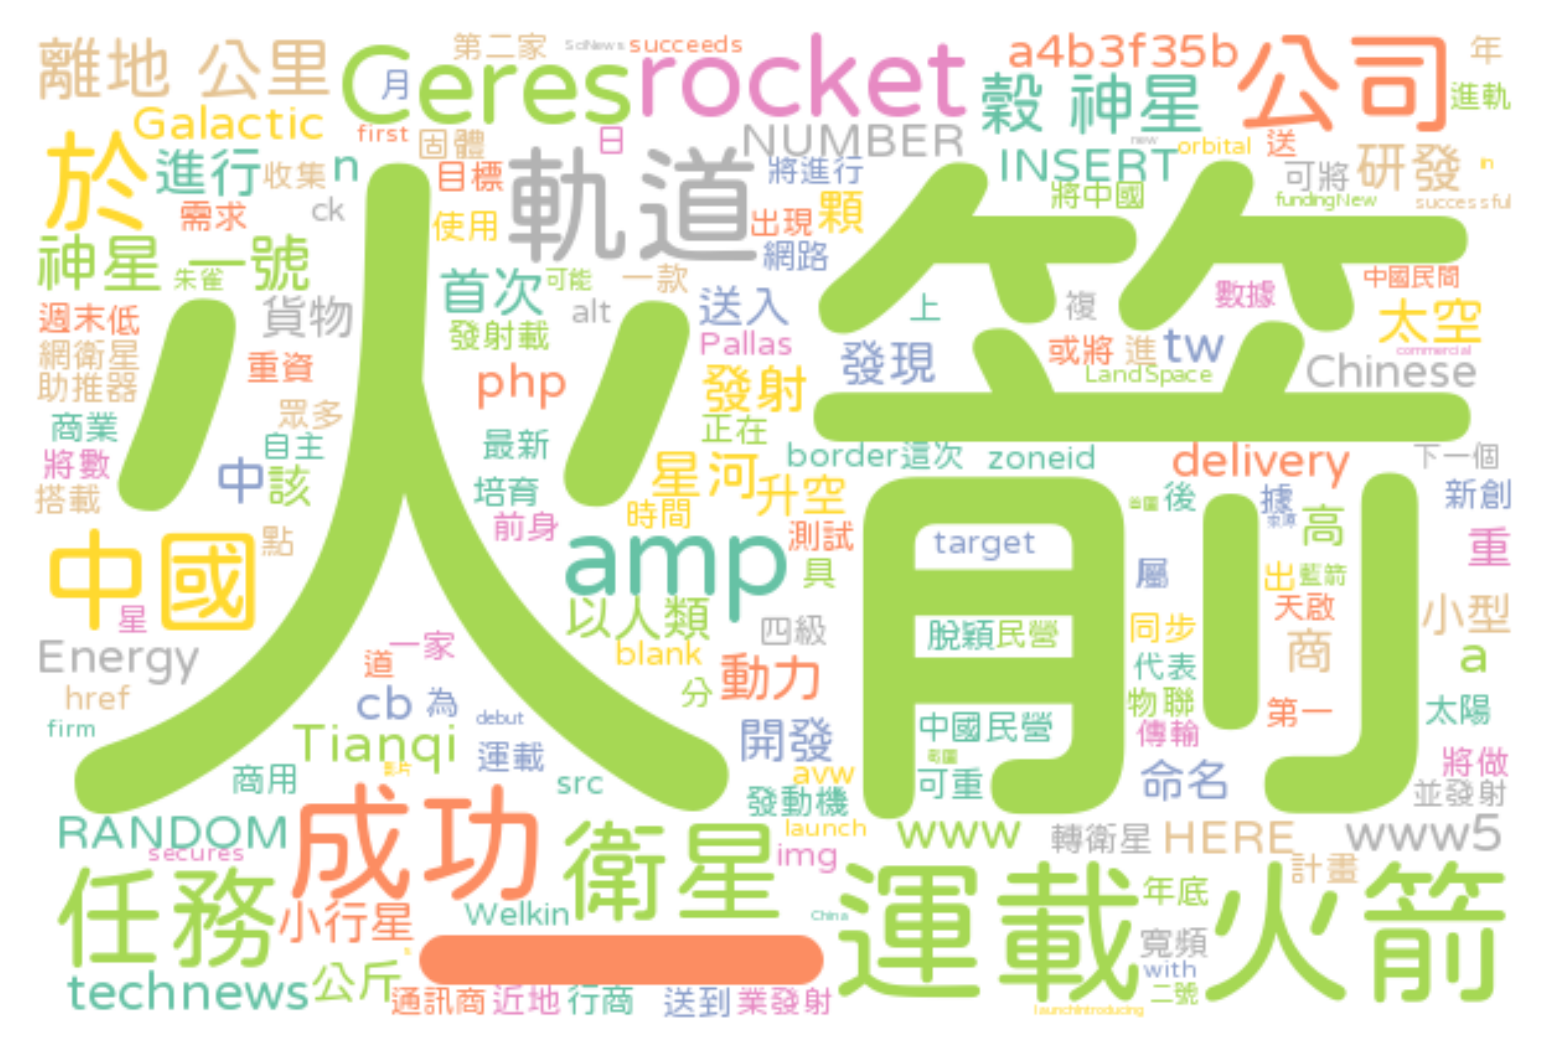 離地 公里
Ceres
第二家
SciNews
succeeds
rocket
a4b3f35b
公司
年
月
Galactic
first
固體
日
NUMBER
穀 神星
new
orbital
送
進軌
於
進行
收集
n
目標
軌道
將進行
INSERT
可將
研發
n
需求
ck
使用
出現
顆
將中國
fundingNew
successful
神星 一號
朱雀
貨物
首次
可能
一款
網路
火箭
數據
中國民間
週末低
發射載
alt
送入
上
複
太空
網衛星
重資
Pallas
發現
或將
進
tw
commercial
助推器
php
發射
LandSpace
Chinese
眾多
商業
自主
最新
正在
border
這次
zoneid
delivery
下一個
將數
中
該
培育
星河
升空
後
據
新創
搭載
前身
時間
中國
點
amp
測試
target
高
重
星
以人類
具
屬
出
藍箭
四級
脫穎
民營
同步
天啟
小型
Energy
一家
道
blank
動力
代表
商
a
href
cb
為
分
物聯
firm
debut
開發
中國民營
傳輸
第一
太陽
Tianqi
運載
商用
影片
src
avw
可重
命名
將做
發動機
並發射
RANDOM
成功
launch
www
轉衛星
HERE
www5
secures
衛星
img
計畫
任務
小行星
Welkin
China
運載火箭
年底
一
寬頻
technews
公斤
with
通訊商
近地
行商
送到
業發射
二號
launchIntroducing